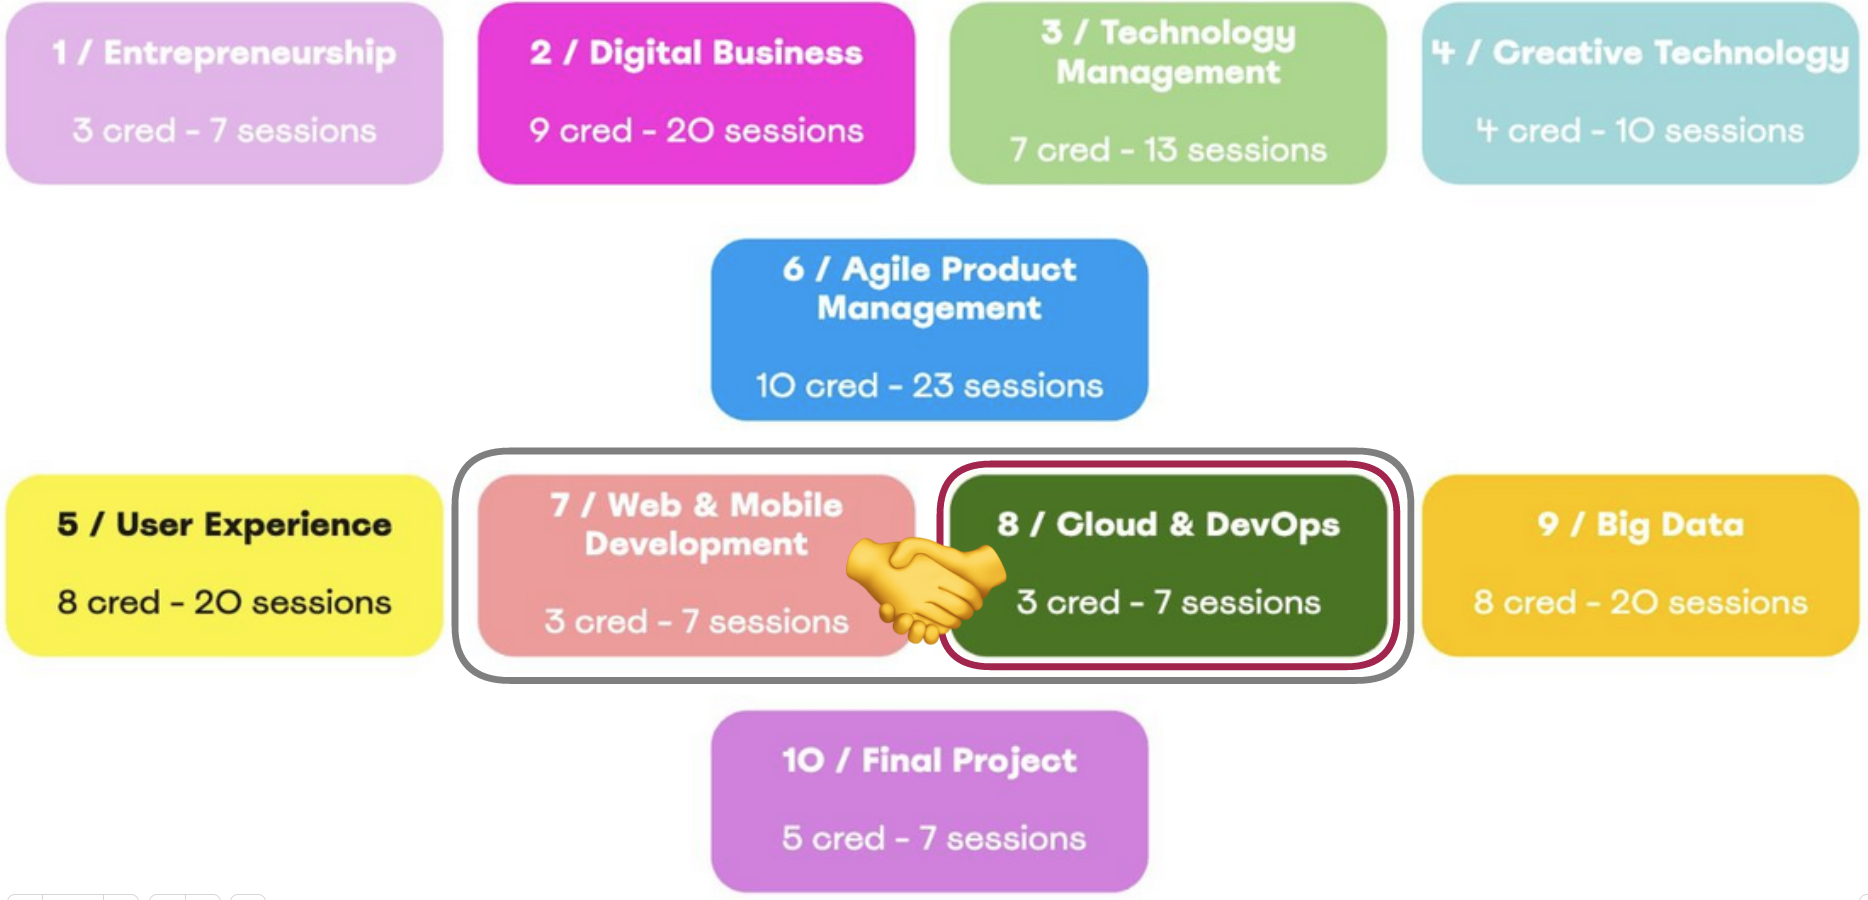 1 / Entrepreneurship
3 cred - 7 sessions
2 / Digital Business
9 cred - 20 sessions
3 / Technology
Management
7 cred - 13 sessions
4 / Creative Technology
4 cred - 10 sessions
6 / Agile Product
Management
10 cred - 23 sessions
5 / User Experience
8 cred - 20 sessions
7 / Web & Mobile
Development
3 cred - 7 sessions
8 / Cloud & DevOps
3 cred - 7 sessions
9 / Big Data
8 cred - 20 sessions
10 / Final Project
5 cred - 7 sessions